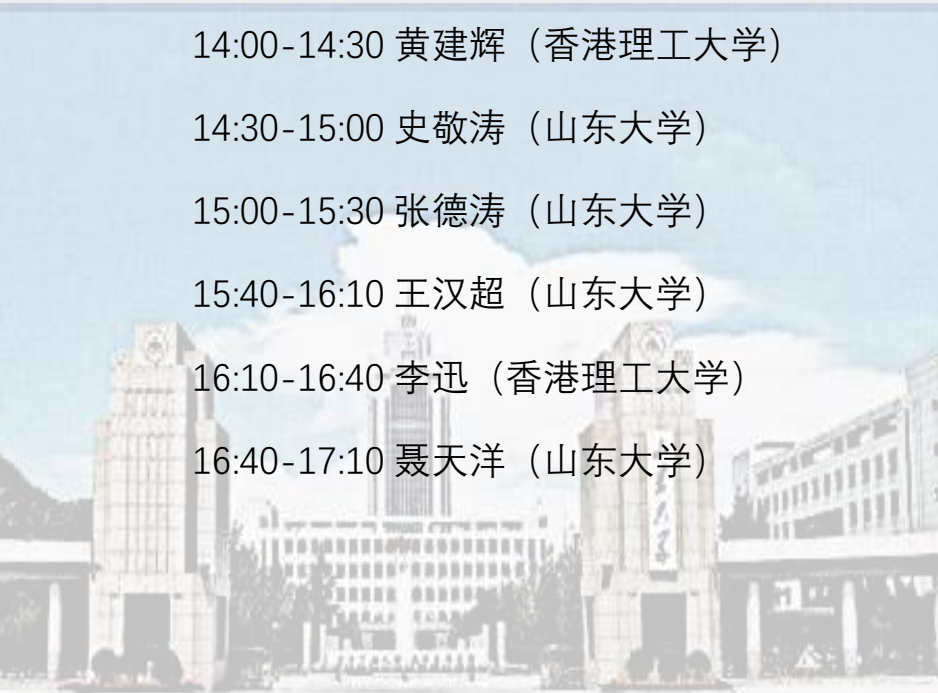 14:00-14:30 黄建辉（香港理工大学）
14:30-15:00 史敬涛（山东大学）
15:00-15:30 张德涛（山东大学）
15:40-16:10 王汉超（山东大学）
16:10-16:40 李迅（香港理工大学）
16:40-17:10 聂天洋（山东大学）